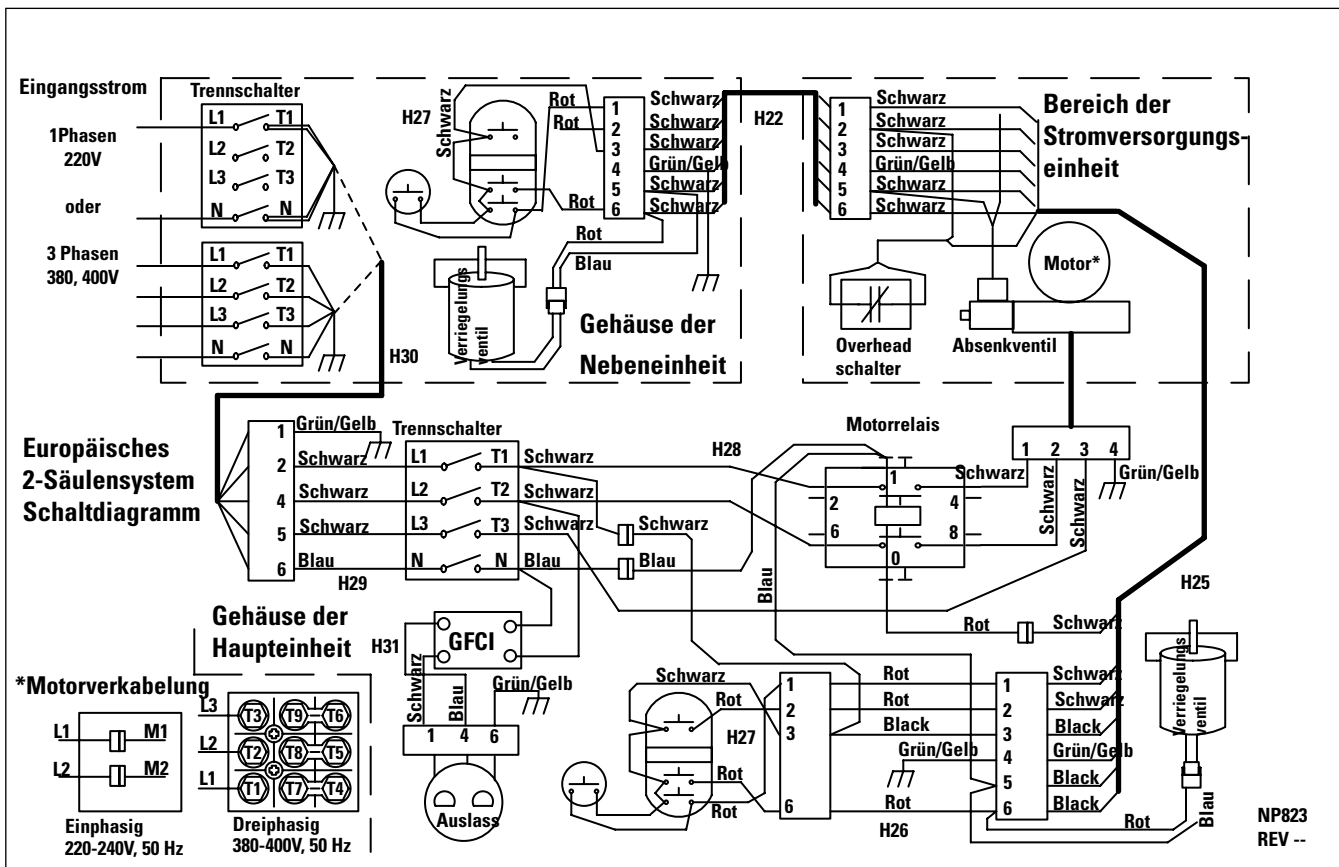 Eingangsstrom
1Phasen
220V
oder
3 Phasen
380, 400V
Trennschalter
L1 T1
L2 T2
L3 T3
N N
L1 T1
L2 T2
L3 T3
N N
H30
H27
Schwarz
Rot
Rot
Rot
1
2
3
4
5
6
Schwarz
Schwarz
Schwarz
Grün/Gelb
Schwarz
Schwarz
Rot
Blau
Verriegelungs
ventil
Gehäuse der
Nebeneinheit
H22
1
2
3
4
5
6
Schwarz
Schwarz
Schwarz
Grün/Gelb
Schwarz
Schwarz
Bereich der
Stromversorgungs-
einheit
Motor*
Overhead
schalter
Absenkventil
Europäisches
2-Säulensystem
Schaltdiagramm
1
2
4
5
6
Grün/Gelb
Schwarz
Schwarz
Schwarz
Blau
H29
Trennschalter
L1 T1
L2 T2
L3 T3
N N
Schwarz
Schwarz
Schwarz
Blau
Schwarz
Blau
H28
Motorrelais
1
2 4
6 8
0
Blau
Schwarz
1 2 3 4
Schwarz
Schwarz
Grün/Gelb
H25
Rot
Schwarz
Gehäuse der
Haupteinheit
H31
GFCI
Schwarz
Blau
Grün/Gelb
1 4 6
Auslass
*Motorverkabelung
L1 M1
L2 M2
Einphasig
220-240V, 50 Hz
L3 T3 T9 T6
L2 T2 T8 T5
L1 T1 T7 T4
Dreiphasig
380-400V, 50 Hz
Schwarz
Rot
H27
Rot
Rot
1
2
3
6
Rot
Rot
Black
Grün/Gelb
Rot
H26
1
2
3
4
5
6
Schwarz
Schwarz
Black
Grün/Gelb
Black
Black
Rot
Blau
Verriegelungs
ventil
NP823
REV --